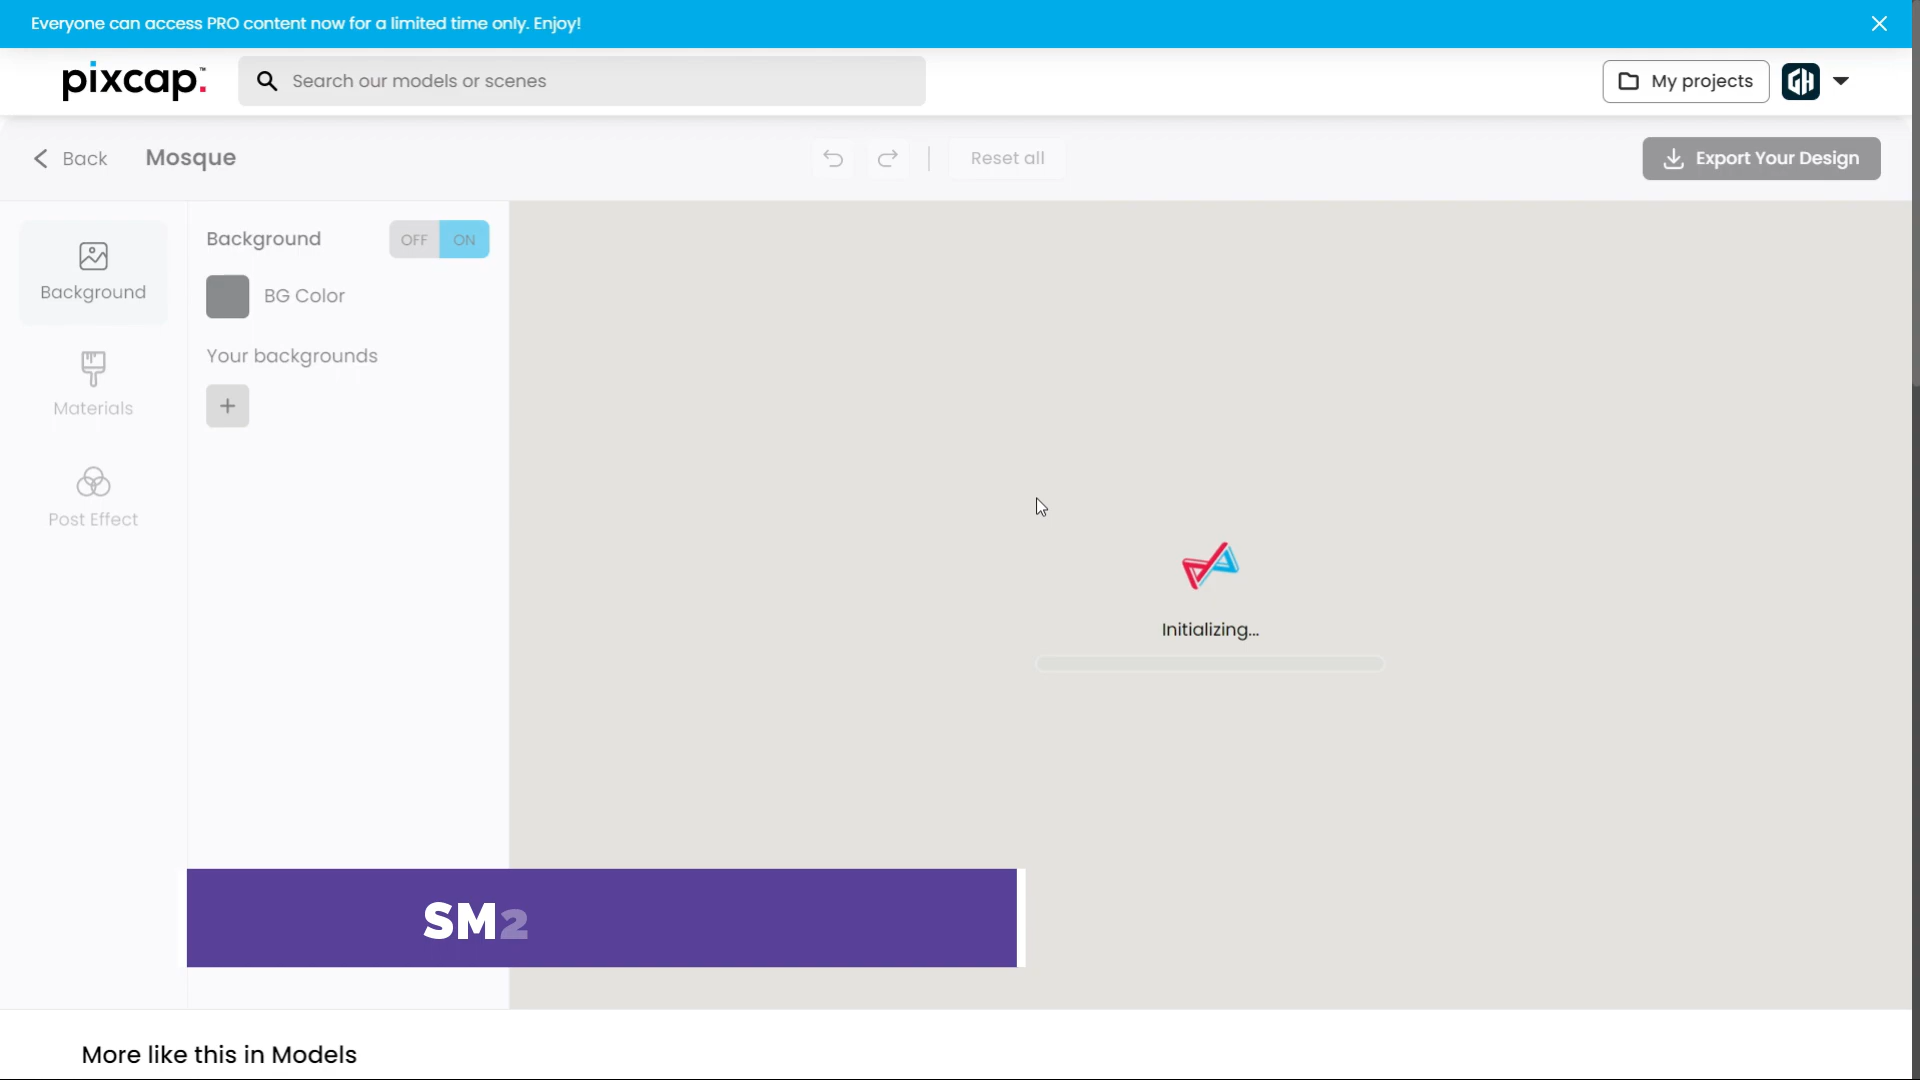 Everyone can access PRO content now for a limited time only. Enjoy!
pixcap.™
Search our models or scenes
My projects
GH
Back
Mosque
Reset all
Export Your Design
Background
Background
OFF
ON
BG Color
Your backgrounds
+
Materials
Post Effect
Initializing...
SM2
More like this in Models